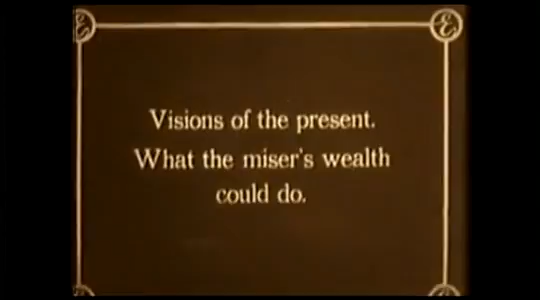 Visions of the present.
What the miser's wealth
could do.